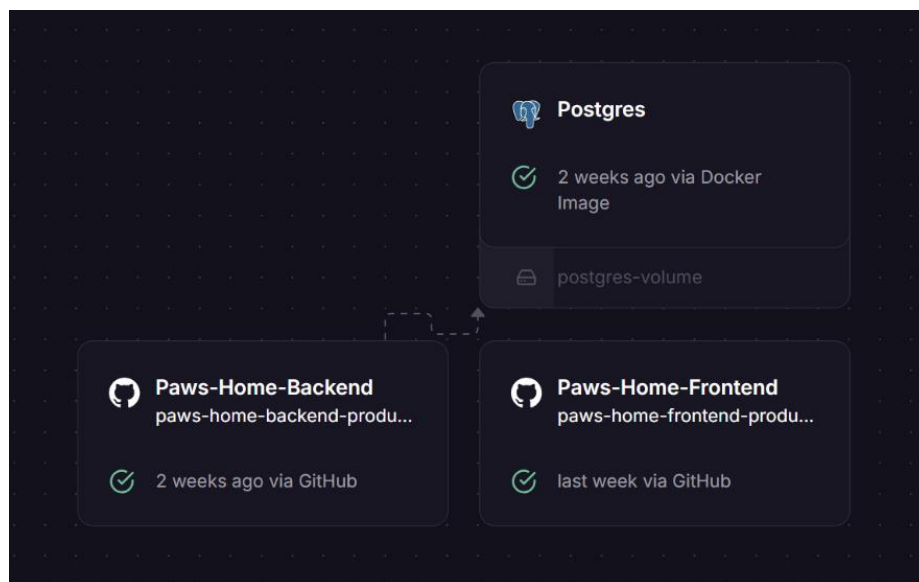 Postgres
2 weeks ago via Docker
Image
postgres-volume
Paws-Home-Backend
paws-home-backend-produ...
2 weeks ago via GitHub
Paws-Home-Frontend
paws-home-frontend-produ...
last week via GitHub